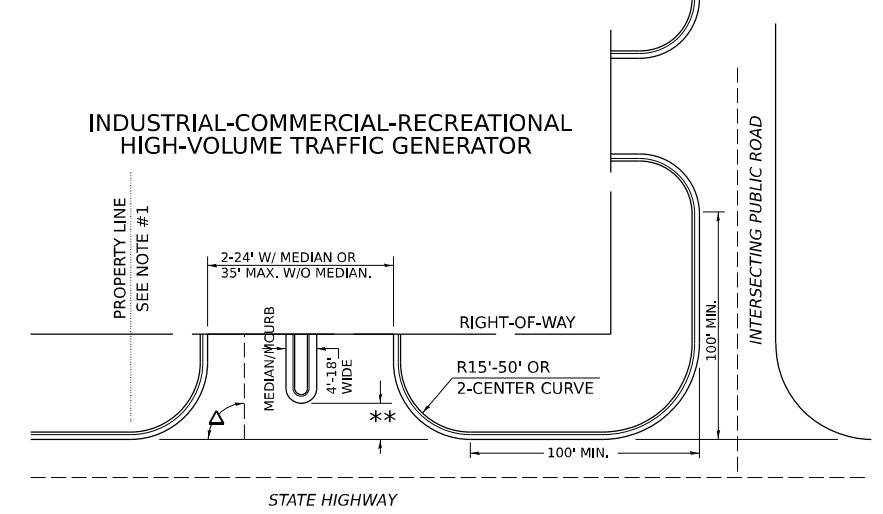 INDUSTRIAL-COMMERCIAL-RECREATIONAL
HIGH-VOLUME TRAFFIC GENERATOR
PROPERTY LINE
SEE NOTE #1
2-24' W/ MEDIAN OR
35' MAX. W/O MEDIAN.
MEDIAN/MCURB
4'-18'
WIDE
**
Δ
RIGHT-OF-WAY
R15'-50' OR
2-CENTER CURVE
100' MIN.
100' MIN.
INTERSECTING PUBLIC ROAD
STATE HIGHWAY